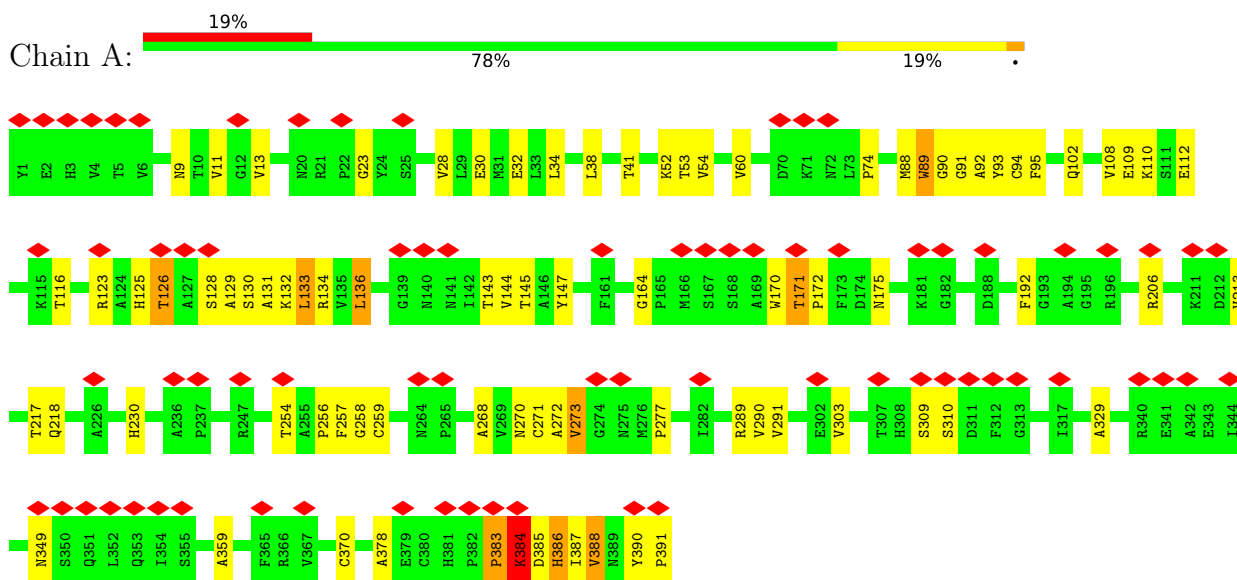 19%
Chain A:
78% 19% •
Y1 E2 H3 V4 T5 V6 N9 T10 V11 G12 V13 N20 R21 P22 G23 Y24 S25 V28 L29 E30 M31 E32 L33 L34 L38 T41 K52 T53 V54 V60 D70 K71 N72 L73 P74 M88 W89 G90 G91 A92 Y93 C94 F95 Q102 V108 E109 K110 S111 E112
K115 T116 R123 A124 H125 T126 A127 S128 A129 S130 A131 K132 L133 R134 V135 L136 G139 N140 N141 I142 T143 V144 T145 A146 Y147 F161 G164 P165 M166 S167 S168 A169 W170 T171 P172 F173 D174 N175 K181 G182 D188 F192 G193 A194 G195 R196 R206 K211 D212 V213
T217 Q218 A226 H230 A236 P237 R247 T254 A255 P256 F257 G258 C259 N264 P265 A268 V269 N270 C271 A272 V273 G274 N275 M276 P277 I282 R289 V290 V291 E302 V303 T307 H308 S309 S310 D311 F312 G313 I317 A329 R340 E341 A342 E343 I344
N349 S350 Q351 L352 Q353 I354 S355 A359 F365 R366 V367 C370 A378 E379 C380 H381 P382 P383 K384 D385 H386 I387 V388 N389 Y390 P391